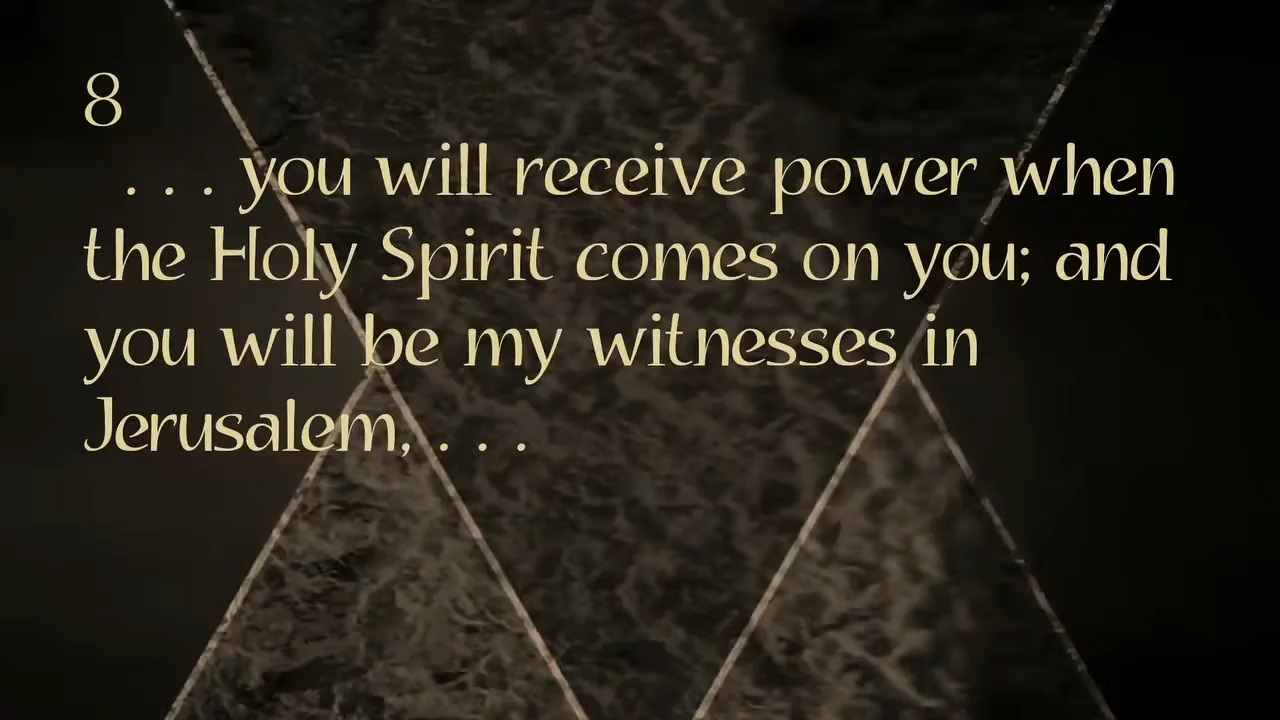 8
. . . you will receive power when
the Holy Spirit comes on you; and
you will be my witnesses in
Jerusalem, . . .